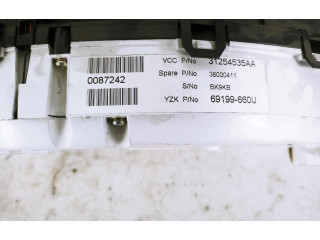 VCC P/No 31254535AA
0087242 Spare P/No 36000411
S/No BK9KB
YZK P/No 69199-660U